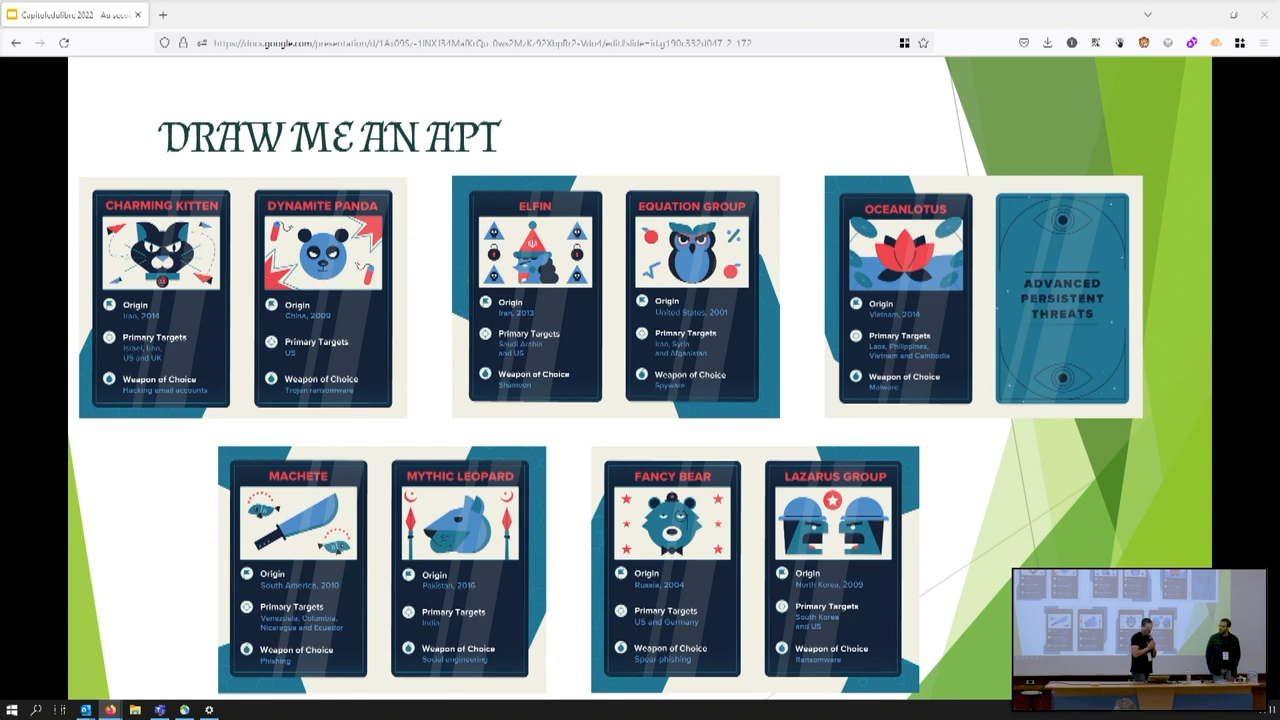 Capitoledulibre 2022
DRAW ME AN APT
CHARMING KITTEN
Origin
Iran, 2014
Primary Targets
Israel, Iran,
US and UK
Weapon of Choice
Hacking email accounts
DYNAMITE PANDA
Origin
China, 2009
Primary Targets
US
Weapon of Choice
Trojan ransomware
ELFIN
Origin
Iran, 2013
Primary Targets
Saudi Arabia
and US
Weapon of Choice
Shamoon
EQUATION GROUP
Origin
United States, 2001
Primary Targets
Iran, Syria
and Afganistan
Weapon of Choice
Spyware
OCEANLOTUS
Origin
Vietnam, 2014
Primary Targets
Laos, Philippines,
Vietnam and Cambodia
Weapon of Choice
Malware
ADVANCED
PERSISTENT
THREATS
MACHETE
Origin
South America, 2010
Primary Targets
Venezuela, Columbia,
Nicaragua and Ecuador
Weapon of Choice
Phishing
MYTHIC LEOPARD
Origin
Pakistan, 2016
Primary Targets
India
Weapon of Choice
Social engineering
FANCY BEAR
Origin
Russia, 2004
Primary Targets
US and Germany
Weapon of Choice
Spear-phishing
LAZARUS GROUP
Origin
North Korea, 2009
Primary Targets
South Korea
and US
Weapon of Choice
Ransomware